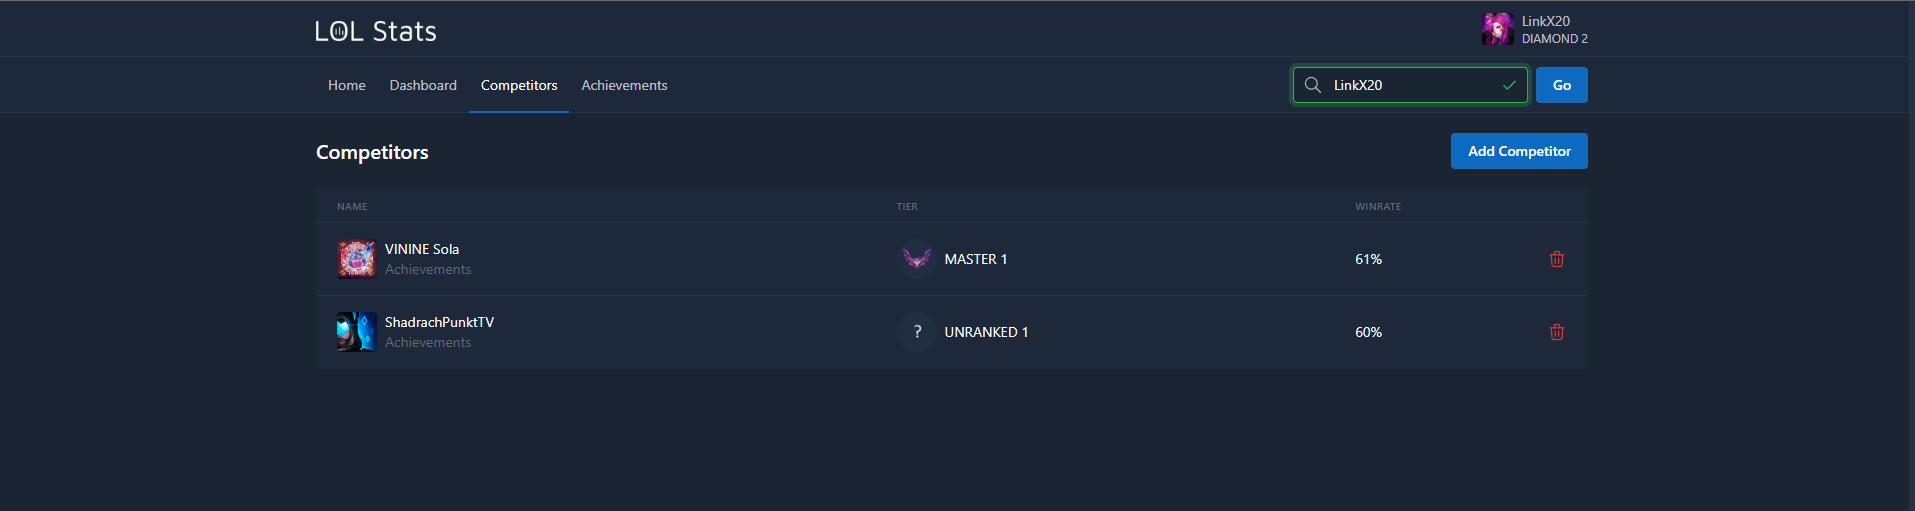 LOL Stats
LinkX20
DIAMOND 2
Home Dashboard Competitors Achievements LinkX20 Go
Competitors Add Competitor
NAME TIER WINRATE
VININE Sola
Achievements
MASTER 1 61%
ShadrachPunktTV
Achievements
? UNRANKED 1 60%